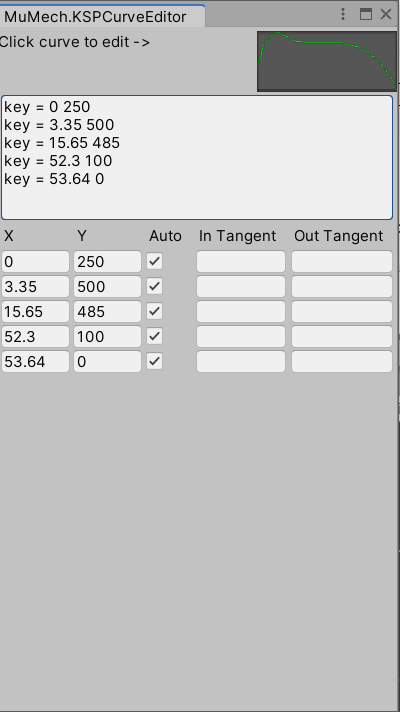 MuMech.KSPCurveEditor
Click curve to edit ->
key = 0 250
key = 3.35 500
key = 15.65 485
key = 52.3 100
key = 53.64 0
X Y Auto In Tangent Out Tangent
0 250
3.35 500
15.65 485
52.3 100
53.64 0